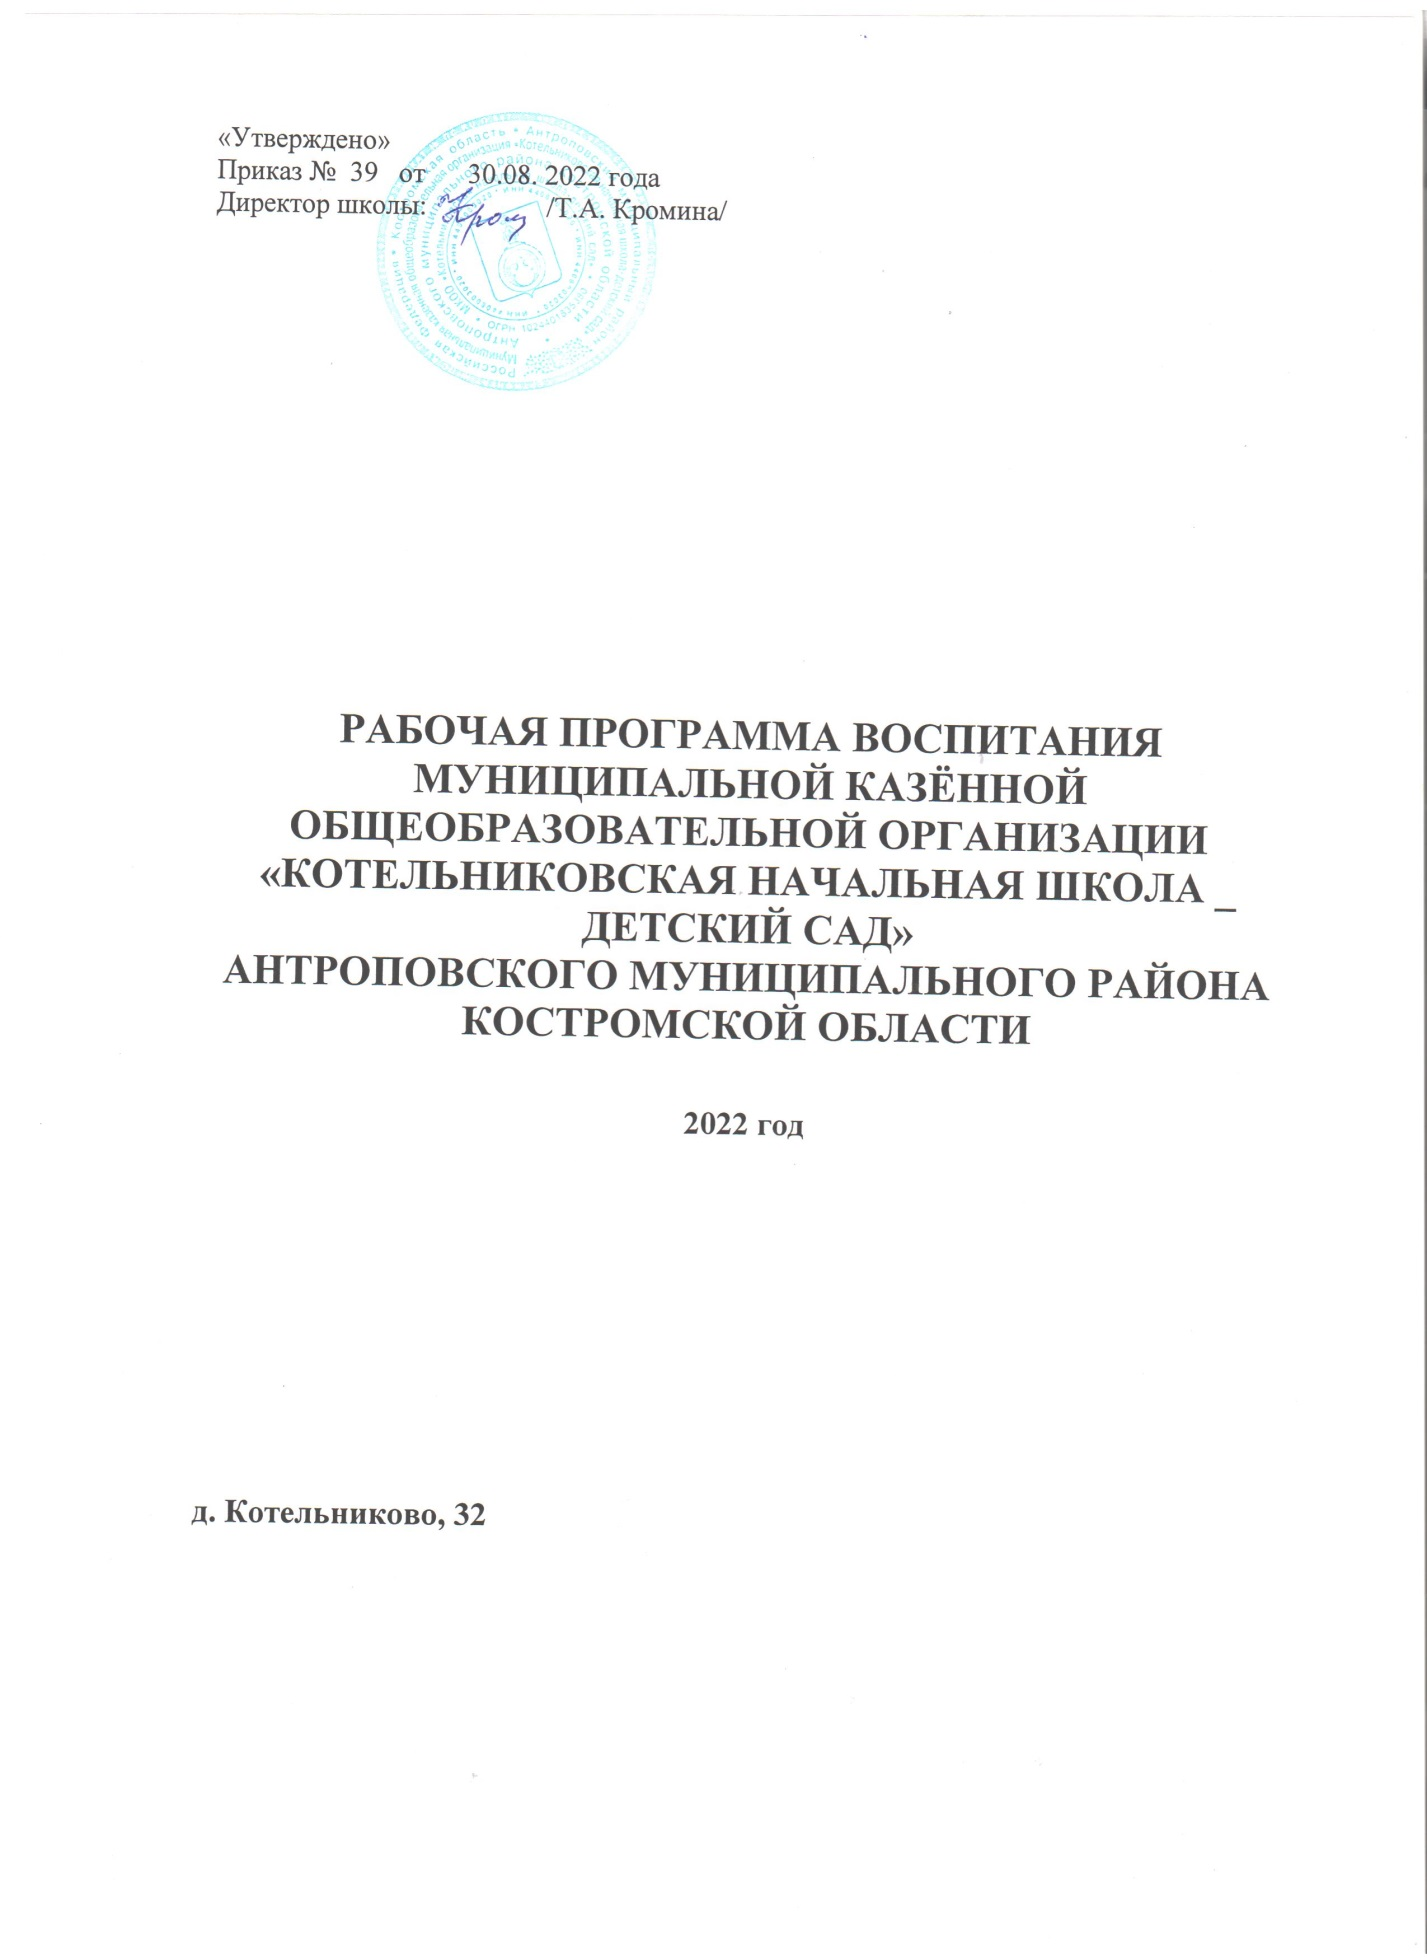 «Утверждено»
Приказ № 39 от 30.08. 2022 года
Директор школы: /Т.А. Кромина/
РАБОЧАЯ ПРОГРАММА ВОСПИТАНИЯ
МУНИЦИПАЛЬНОЙ КАЗЁННОЙ
ОБЩЕОБРАЗОВАТЕЛЬНОЙ ОРГАНИЗАЦИИ
«КОТЕЛЬНИКОВСКАЯ НАЧАЛЬНАЯ ШКОЛА _
ДЕТСКИЙ САД»
АНТРОПОВСКОГО МУНИЦИПАЛЬНОГО РАЙОНА
КОСТРОМСКОЙ ОБЛАСТИ
2022 год
д. Котельниково, 32